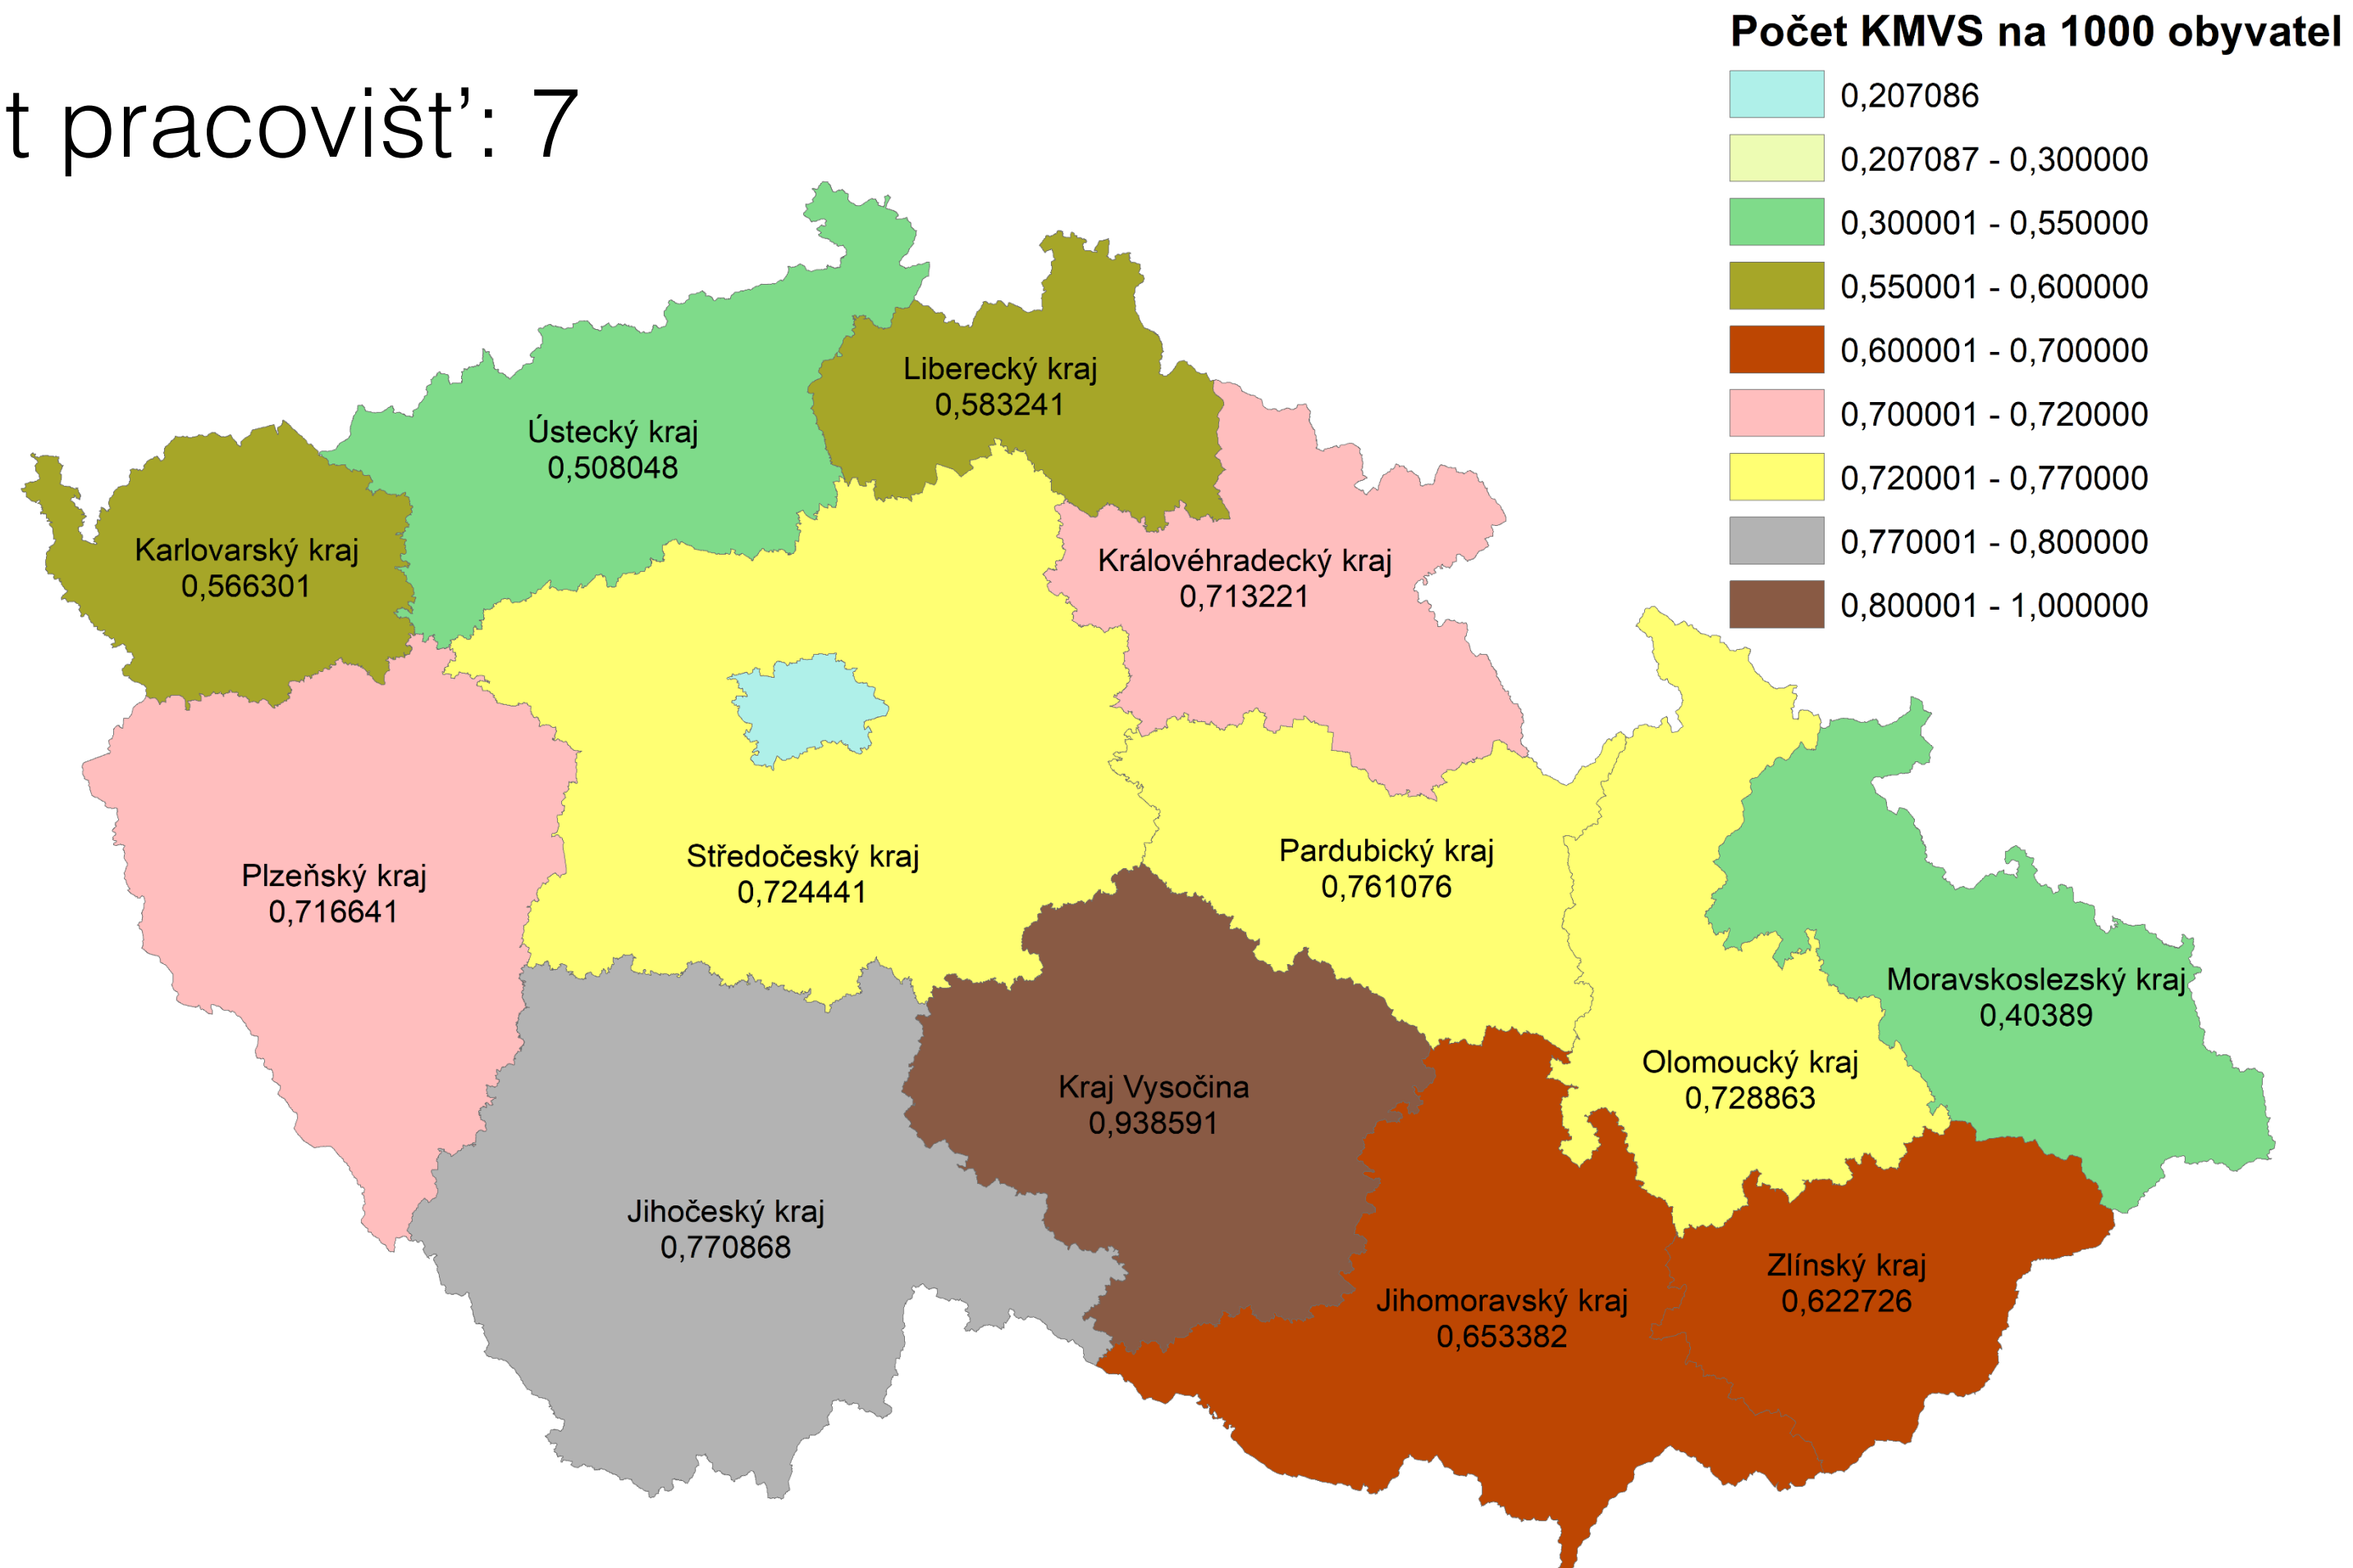 t pracovišť: 7
Počet KMVS na 1000 obyvatel
0,207086
0,207087 - 0,300000
0,300001 - 0,550000
0,550001 - 0,600000
0,600001 - 0,700000
0,700001 - 0,720000
0,720001 - 0,770000
0,770001 - 0,800000
0,800001 - 1,000000
Liberecký kraj
0,583241
Ústecký kraj
0,508048
Karlovarský kraj
0,566301
Královéhradecký kraj
0,713221
Plzeňský kraj
0,716641
Středočeský kraj
0,724441
Pardubický kraj
0,761076
Moravskoslezský kraj
0,40389
Olomoucký kraj
0,728863
Kraj Vysočina
0,938591
Jihočeský kraj
0,770868
Jihomoravský kraj
0,653382
Zlínský kraj
0,622726